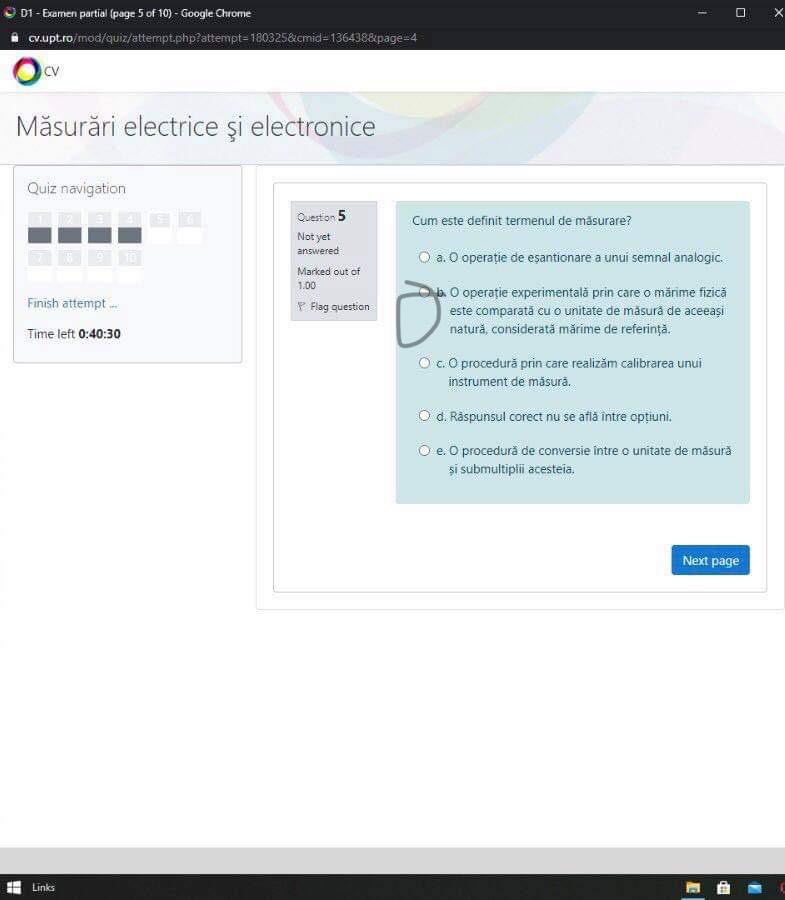 D1 - Examen partial (page 5 of 10) - Google Chrome
cv.upt.ro/mod/quiz/attempt.php?attempt=180325&cmid=136438&page=4
CV
Măsurări electrice și electronice
Quiz navigation
1 2 3 4 5 6
7 8 9 10
Finish attempt ...
Time left 0:40:30
Question 5
Not yet
answered
Marked out of
1.00
Flag question
Cum este definit termenul de măsurare?
a. O operație de eșantionare a unui semnal analogic.
b. O operație experimentală prin care o mărime fizică
este comparată cu o unitate de măsură de aceeași
natură, considerată mărime de referință.
c. O procedură prin care realizăm calibrarea unui
instrument de măsură.
d. Răspunsul corect nu se află între opțiuni.
e. O procedură de conversie între o unitate de măsură
și submultiplii acesteia.
Next page
Links